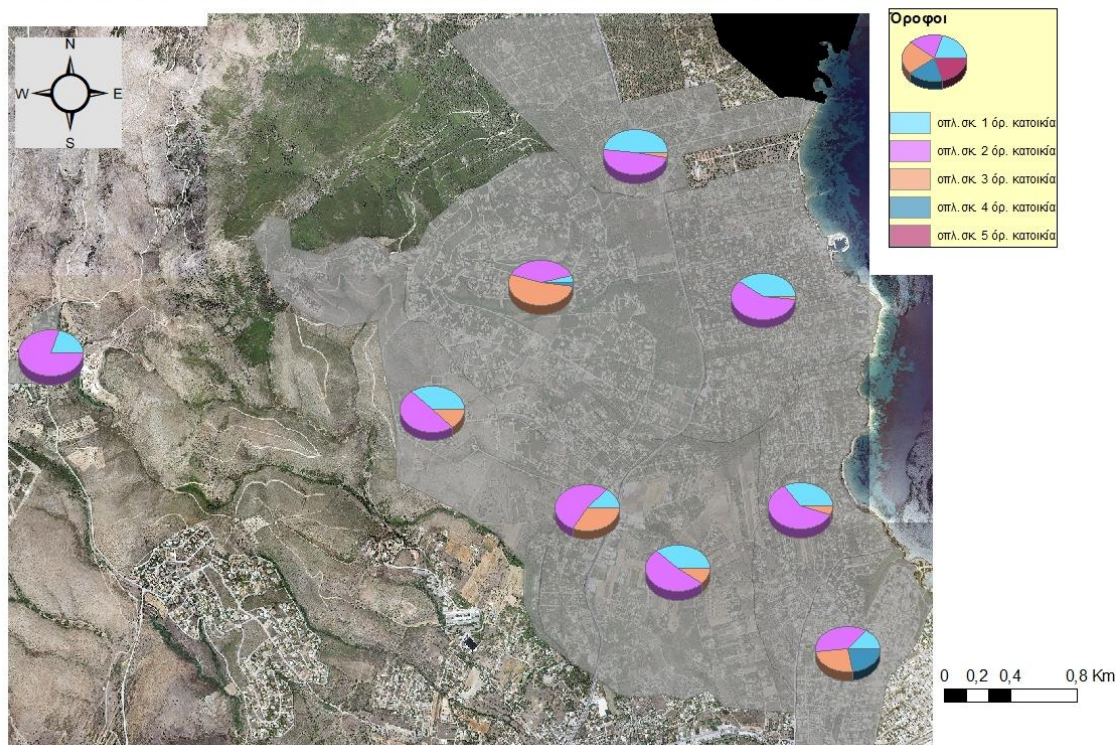 N
W E
S
Όροφοι
οπλ.σκ. 1 όρ. κατοικία
οπλ.σκ. 2 όρ. κατοικία
οπλ.σκ. 3 όρ. κατοικία
οπλ.σκ. 4 όρ. κατοικία
οπλ.σκ. 5 όρ. κατοικία
0 0,2 0,4 0,8 Km